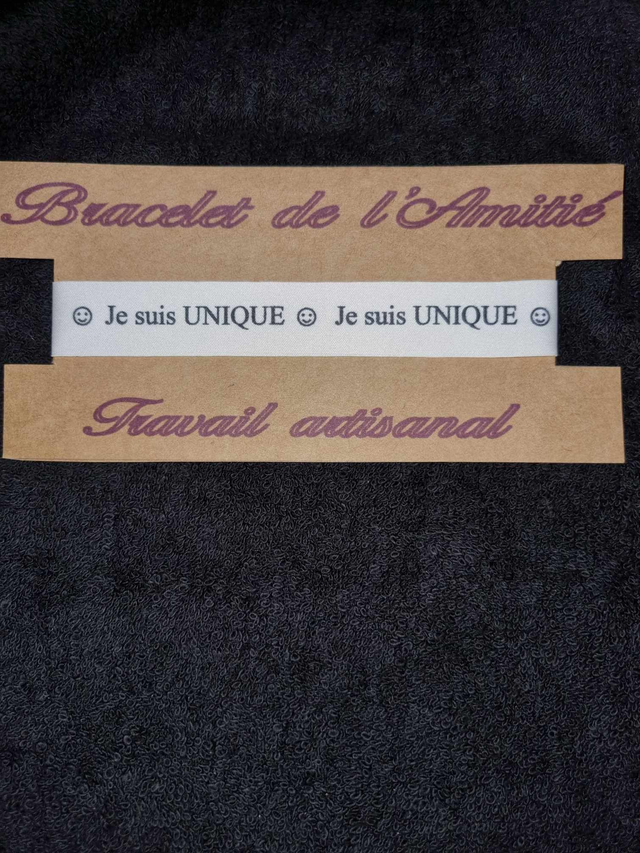 Bracelet de l'Amitié
☺ Je suis UNIQUE ☺ Je suis UNIQUE ☺
Travail artisanal